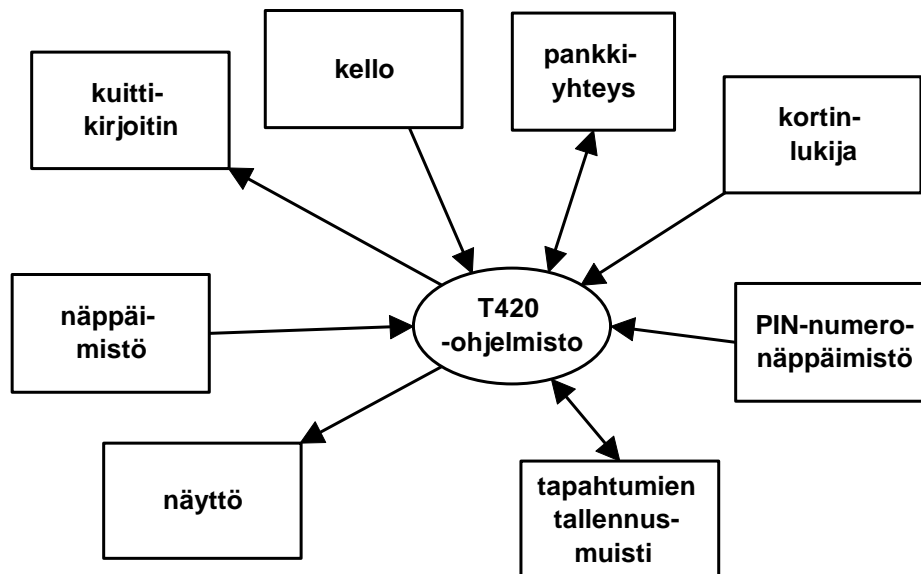 kuitti-
kirjoitin
kello
pankki-
yhteys
kortin-
lukija
näppäi-
mistö
T420
-ohjelmisto
PIN-numero-
näppäimistö
näyttö
tapahtumien
tallennus-
muisti